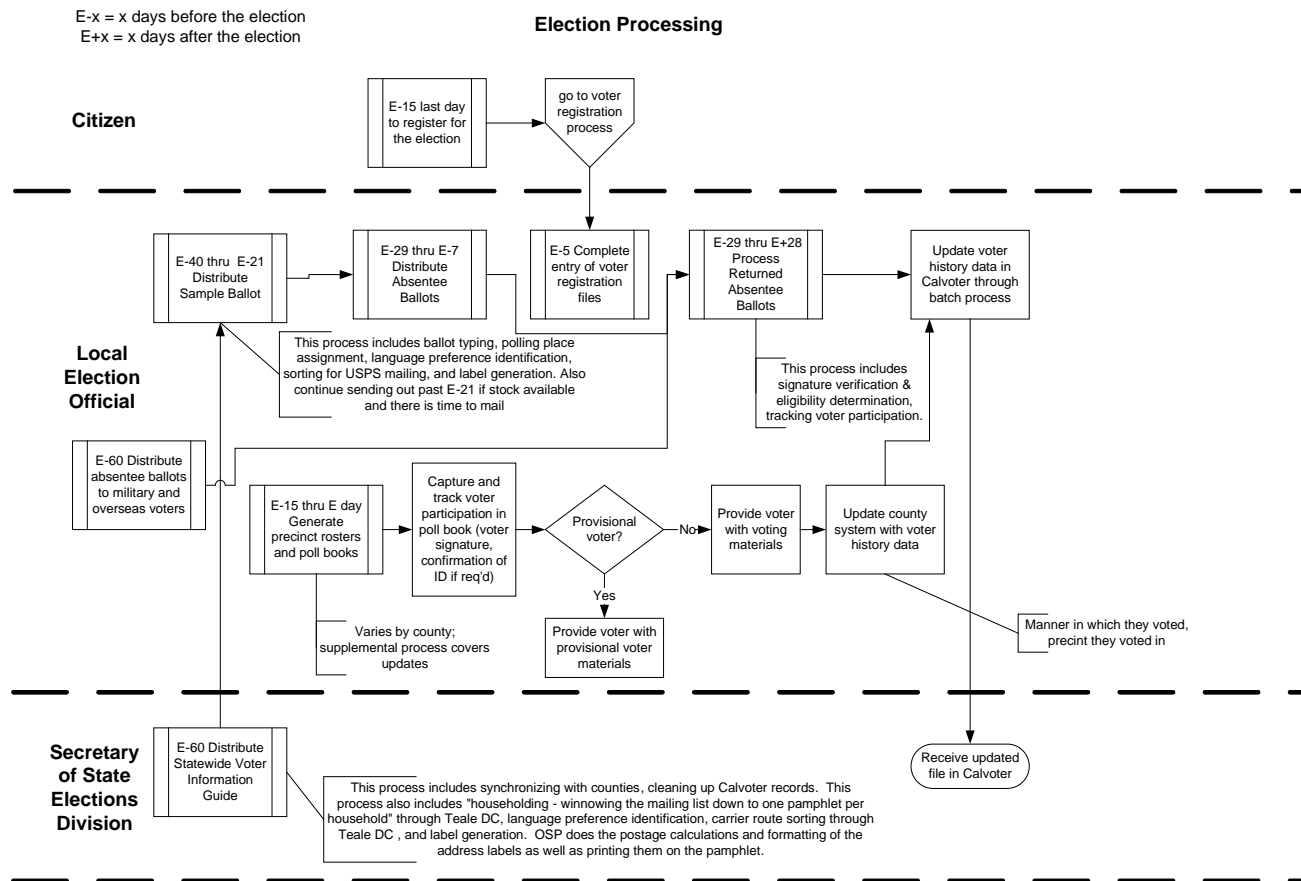 E-x = x days before the election
E+x = x days after the election
Election Processing
Citizen
E-15 last day
to register for
the election
go to voter
registration
process
E-40 thru E-21
Distribute
Sample Ballot
E-29 thru E-7
Distribute
Absentee
Ballots
E-5 Complete
entry of voter
registration
files
E-29 thru E+28
Process
Returned
Absentee
Ballots
Update voter
history data in
Calvoter through
batch process
Local
Election
Official
This process includes ballot typing, polling place
assignment, language preference identification,
sorting for USPS mailing, and label generation. Also
continue sending out past E-21 if stock available
and there is time to mail
This process includes
signature verification &
eligibility determination,
tracking voter participation.
E-60 Distribute
absentee ballots
to military and
overseas voters
E-15 thru E day
Generate
precinct rosters
and poll books
Capture and
track voter
participation in
poll book (voter
signature,
confirmation of
ID if req'd)
Provisional
voter?
No
Provide voter
with voting
materials
Update county
system with voter
history data
Yes
Provide voter with
provisional voter
materials
Varies by county;
supplemental process covers
updates
Manner in which they voted,
precint they voted in
Secretary
of State
Elections
Division
E-60 Distribute
Statewide Voter
Information
Guide
This process includes synchronizing with counties, cleaning up Calvoter records. This
process also includes "householding - winnowing the mailing list down to one pamphlet per
household" through Teale DC, language preference identification, carrier route sorting through
Teale DC , and label generation. OSP does the postage calculations and formatting of the
address labels as well as printing them on the pamphlet.
Receive updated
file in Calvoter